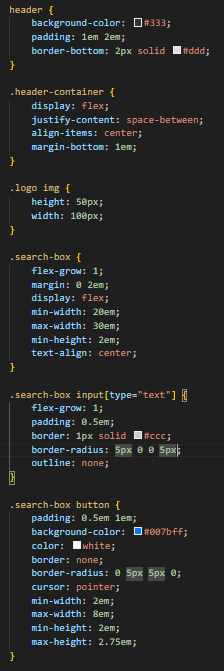 header {
background-color: #333;
padding: 1em 2em;
border-bottom: 2px solid #ddd;
}
.header-container {
display: flex;
justify-content: space-between;
align-items: center;
margin-bottom: 1em;
}
.logo img {
height: 50px;
width: 100px;
}
.search-box {
flex-grow: 1;
margin: 0 2em;
display: flex;
min-width: 20em;
max-width: 30em;
min-height: 2em;
text-align: center;
}
.search-box input[type="text"] {
flex-grow: 1;
padding: 0.5em;
border: 1px solid #ccc;
border-radius: 5px 0 0 5px;
outline: none;
}
.search-box button {
padding: 0.5em 1em;
background-color: #007bff;
color: white;
border: none;
border-radius: 0 5px 5px 0;
cursor: pointer;
min-width: 2em;
max-width: 8em;
min-height: 2em;
max-height: 2.75em;
}